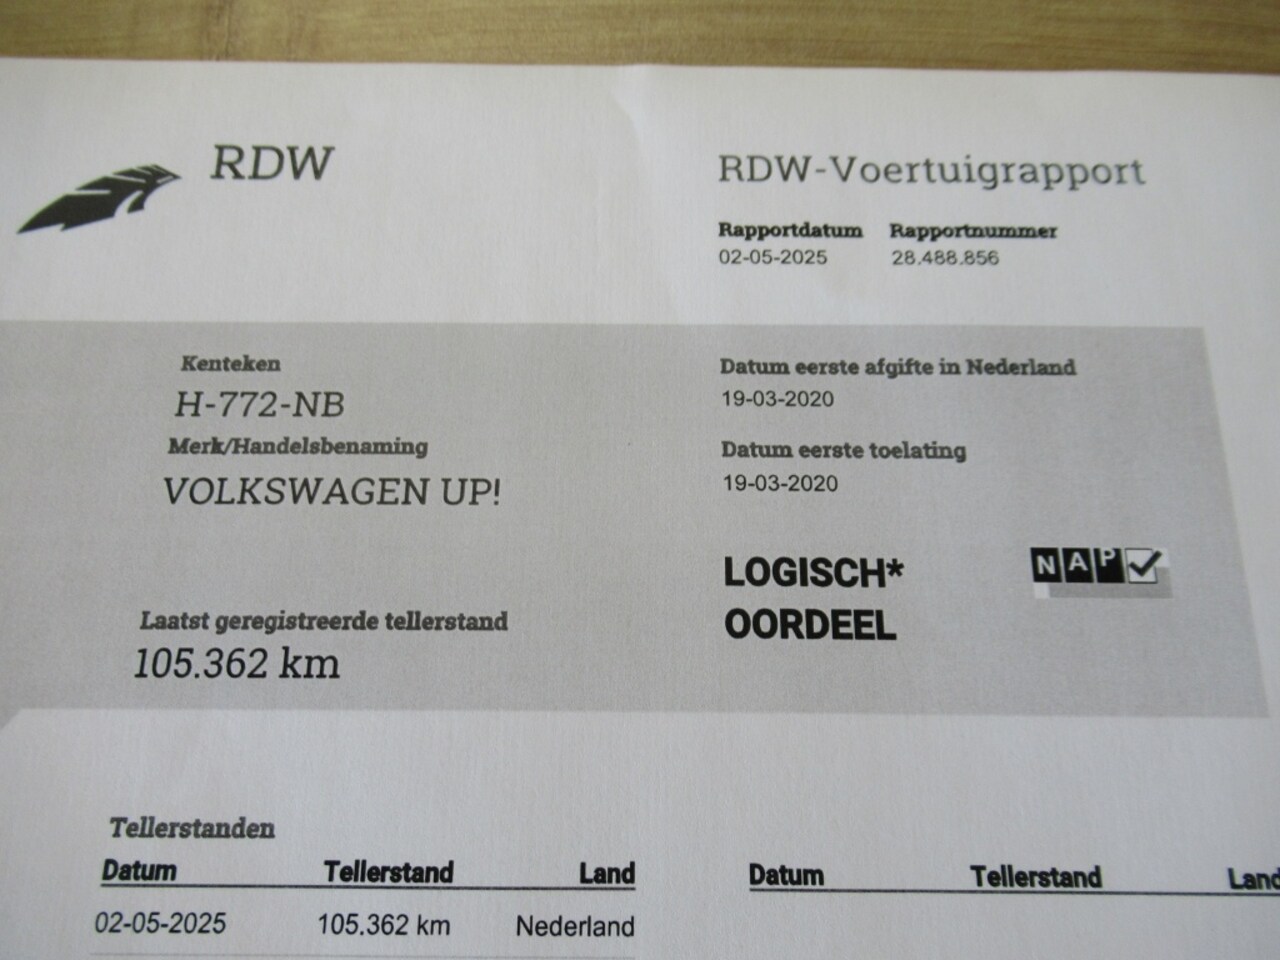 RDW
RDW-Voertuigrapport
Rapportdatum Rapportnummer
02-05-2025 28.488.856
Kenteken
H-772-NB
Merk/Handelsbenaming
VOLKSWAGEN UP!
Laatst geregistreerde tellerstand
105.362 km
Datum eerste afgifte in Nederland
19-03-2020
Datum eerste toelating
19-03-2020
LOGISCH*
OORDEEL
NAP
Tellerstanden
Datum Tellerstand Land
02-05-2025 105.362 km Nederland
Datum Tellerstand Land